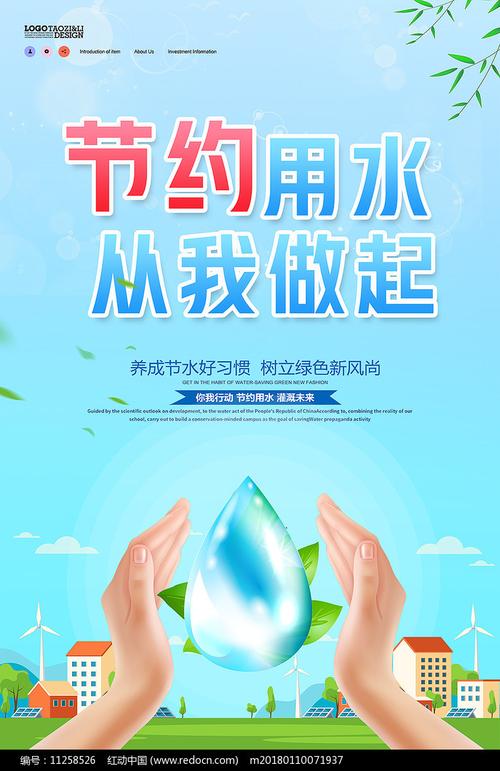 LOGOTAOZI&LI
DESIGN
Introduction of item About Us Investment Information
节约用水
从我做起
养成节水好习惯 树立绿色新风尚
GET IN THE HABIT OF WATER-SAVING GREEN NEW FASHION
你我行动 节约用水 灌溉未来
Guided by the scientific outlook on development, to the water act of the People's Republic of ChinaAccording to, combining the reality of our
school, carry out to build a conservation-minded campus as the goal of savingWater propaganda activity
编号：11258526 红动中国 (www.redocn.com) m20180110071937